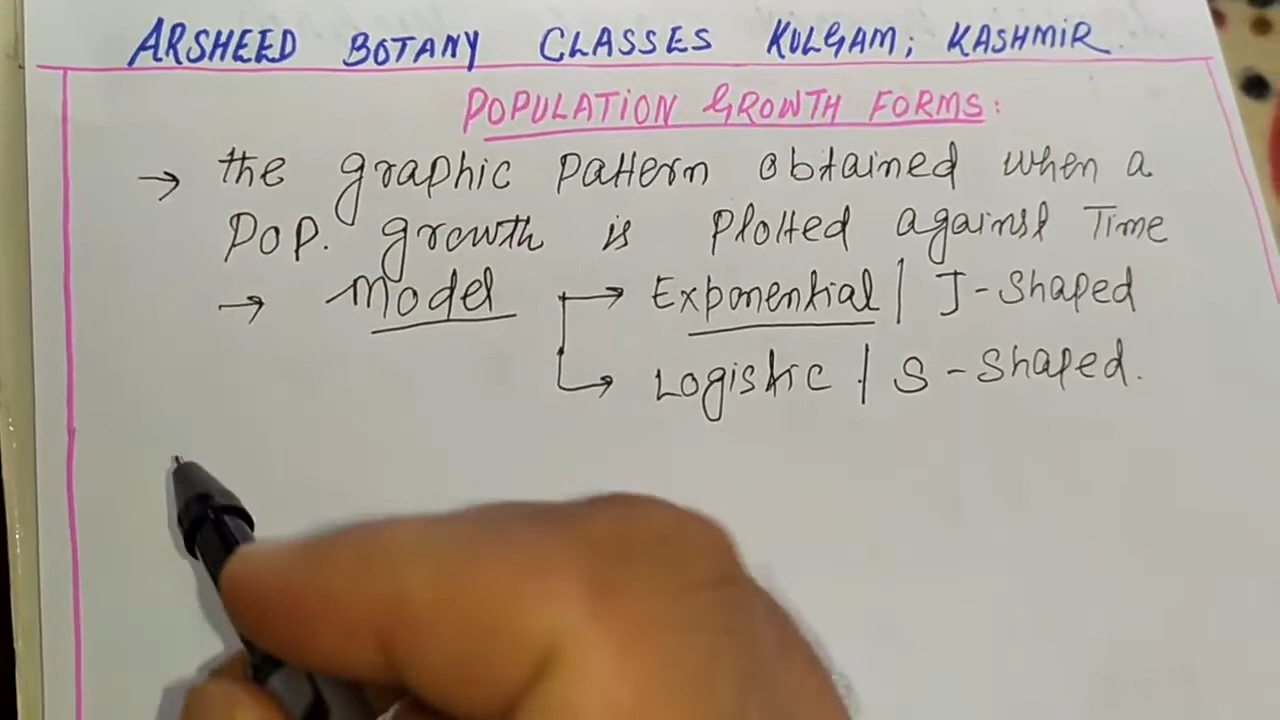 ARSHEED BOTANY CLASSES KULGAM; KASHMIR.
POPULATION GROWTH FORMS:
→ the graphic Pattern obtained when a
Pop. growth is Plotted against Time
→ Model → Exponential | J-Shaped
→ Logistic | S-Shaped.